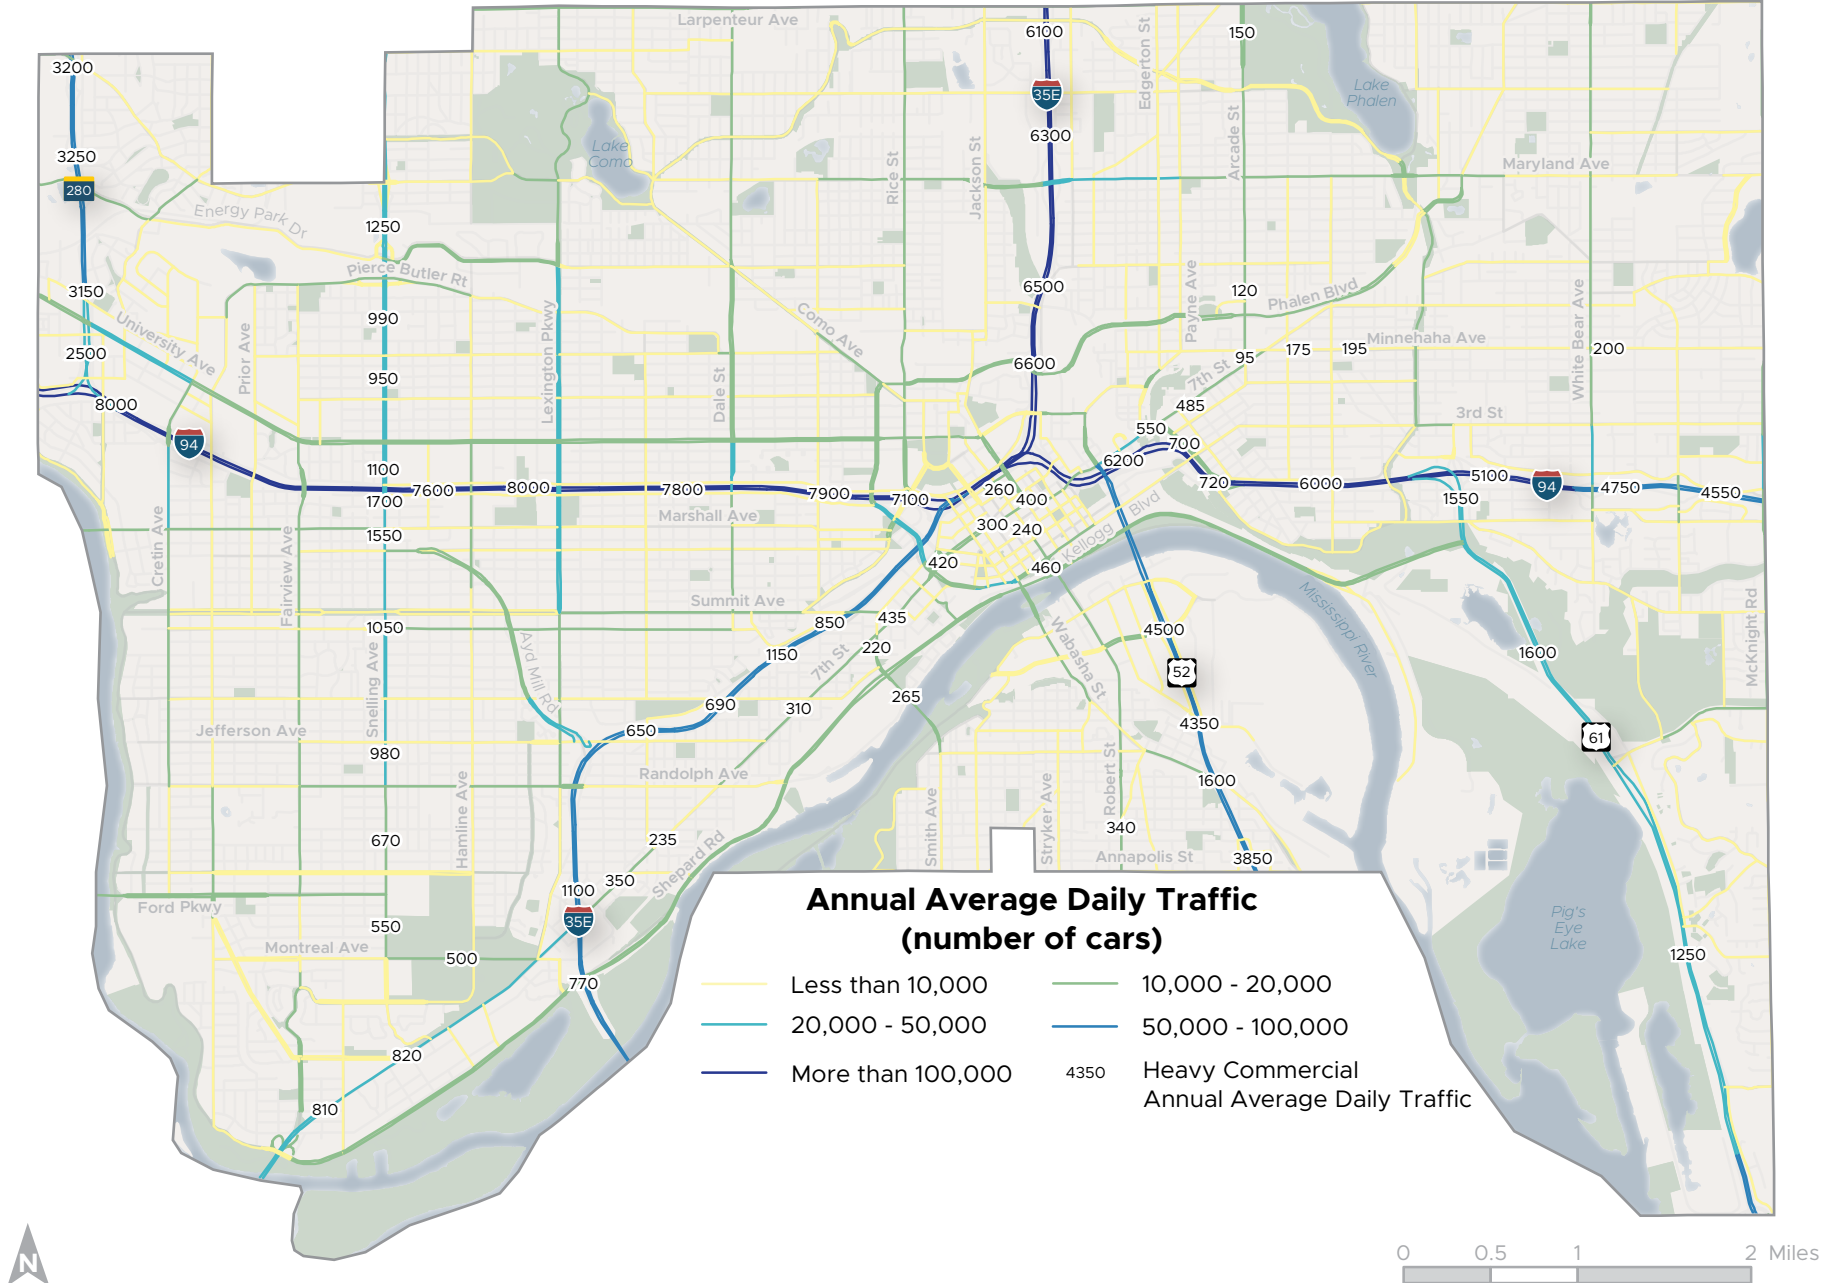 Larpenteur Ave
6100
Edgerton St
150
3200
35E
Lake
Phalen
6300
3250
Lake
Como
Rice St
Jackson St
Arcade St
Maryland Ave
280
Energy Park Dr
1250
Pierce Butler Rt
3150
6500
120
Phalen Blvd
Payne Ave
White Bear Ave
University Ave
990
Lexington Pkwy
Como Ave
Prior Ave
2500
Minnehaha Ave
175
195
200
95
6600
950
Dale St
7th St
8000
485
3rd St
550
94
700
1100
6200
7600
8000
7800
7900
7100
260
400
720
6000
5100
94
4750
4550
1700
1550
Marshall Ave
300
240
Kellogg Blvd
Cretin Ave
Fairview Ave
1550
420
460
Summit Ave
Mississippi River
McKnight Rd
1050
850
435
4500
Ayd Mill Rd
1150
7th St
220
Wabasha St
1600
52
Snelling Ave
690
310
265
Jefferson Ave
650
4350
61
980
Randolph Ave
1600
Hamline Ave
Smith Ave
Stryker Ave
Robert St
670
235
Shepard Rd
340
Annapolis St
3850
1100
350
Ford Pkwy
35E
550
Montreal Ave
500
770
Pig's
Eye
Lake
1250
820
810
Annual Average Daily Traffic
(number of cars)
Less than 10,000
10,000 - 20,000
20,000 - 50,000
50,000 - 100,000
More than 100,000
4350
Heavy Commercial
Annual Average Daily Traffic
N
0
0.5
1
2 Miles